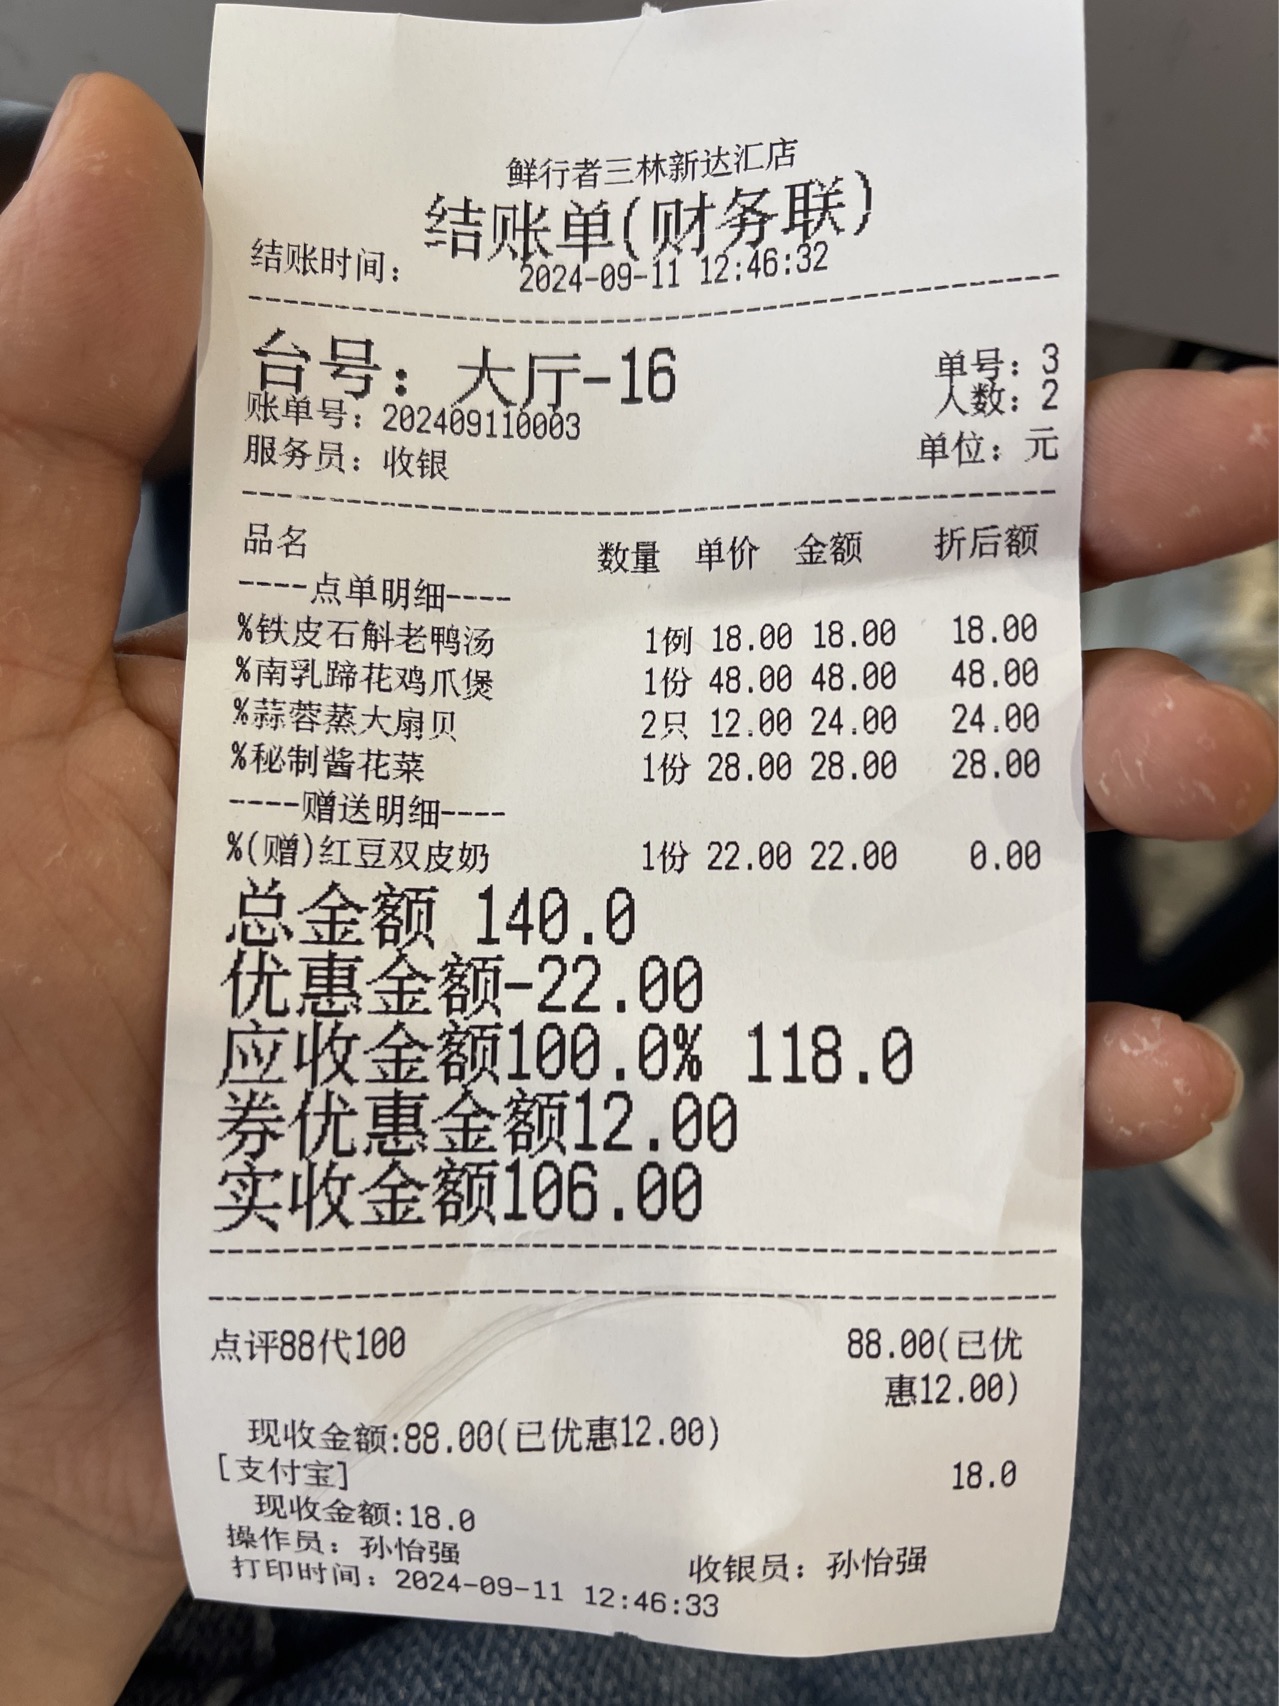 鲜行者三林新达汇店
结账单(财务联)
结账时间: 2024-09-11 12:46:32
台号: 大厅-16 单号: 3
人数: 2
账单号: 202409110003
服务员: 收银 单位: 元
品名 数量 单价 金额 折后额
----点单明细----
%铁皮石斛老鸭汤 1例 18.00 18.00 18.00
%南乳蹄花鸡爪煲 1份 48.00 48.00 48.00
%蒜蓉蒸大扇贝 2只 12.00 24.00 24.00
%秘制酱花菜 1份 28.00 28.00 28.00
----赠送明细----
%(赠)红豆双皮奶 1份 22.00 22.00 0.00
总金额 140.0
优惠金额-22.00
应收金额100.0% 118.0
券优惠金额12.00
实收金额106.00
点评88代100 88.00(已优
惠12.00)
现收金额:88.00(已优惠12.00)
[支付宝] 18.0
现收金额:18.0
操作员: 孙怡强 收银员: 孙怡强
打印时间: 2024-09-11 12:46:33